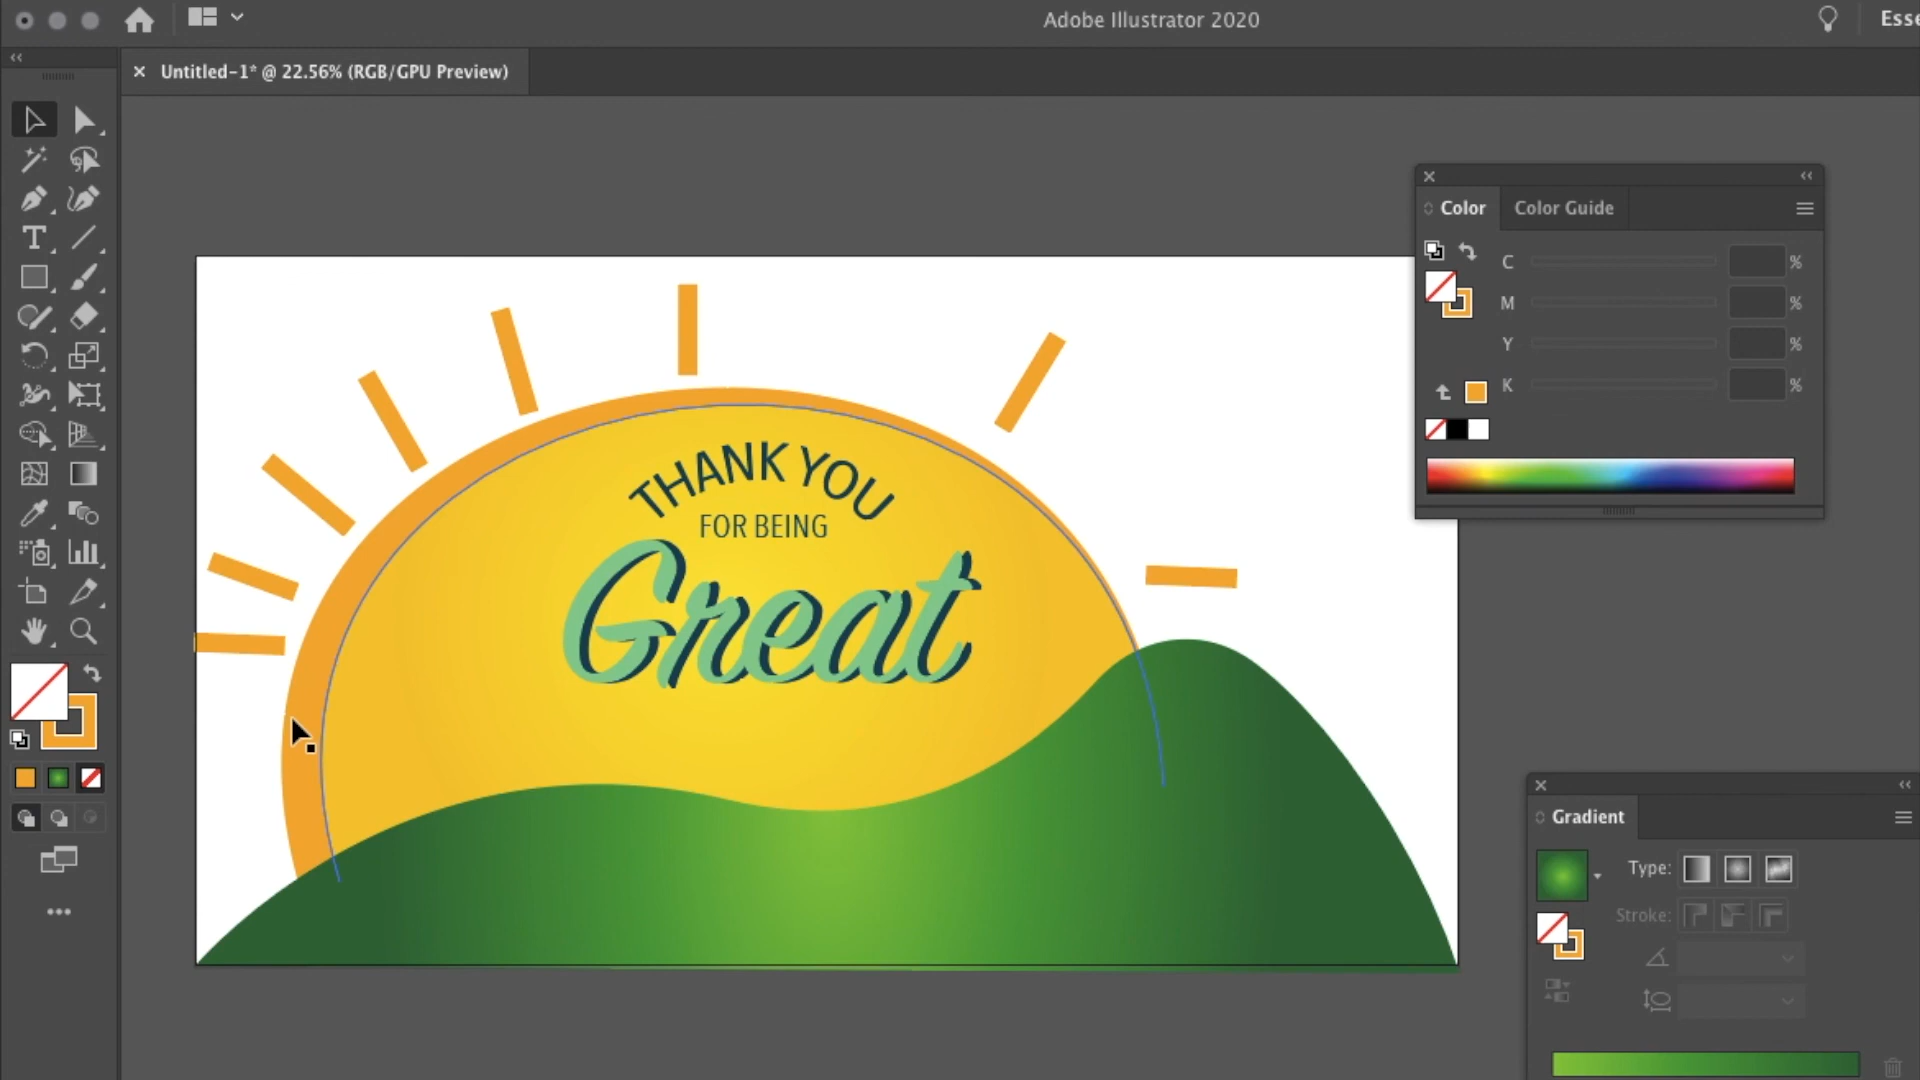 Adobe Illustrator 2020
Esse
Untitled-1* @ 22.56% (RGB/GPU Preview)
Color
Color Guide
C
%
M
%
Y
%
K
%
THANK YOU
FOR BEING
Great
Gradient
Type:
Stroke: